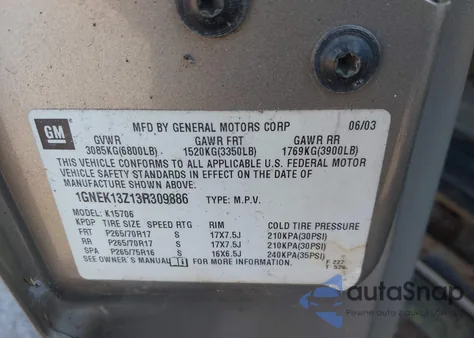 GM
MFD BY GENERAL MOTORS CORP 06/03
GVWR GAWR FRT GAWR RR
3085KG(6800LB) 1520KG(3350LB) 1769KG(3900LB)
THIS VEHICLE CONFORMS TO ALL APPLICABLE U.S. FEDERAL MOTOR
VEHICLE SAFETY STANDARDS IN EFFECT ON THE DATE OF
MANUFACTURE SHOWN ABOVE.
1GNEK13Z13R309886 TYPE: M.P.V.
MODEL: K15706
KPDP TIRE SIZE SPEED RTG RIM COLD TIRE PRESSURE
FRT P265/70R17 S 17X7.5J 210KPA(30PSI)
RR P265/70R17 S 17X7.5J 210KPA(30PSI)
SPA P265/75R16 S 16X6.5J 240KPA(35PSI)
SEE OWNER'S MANUAL FOR MORE INFORMATION.
autoSnap